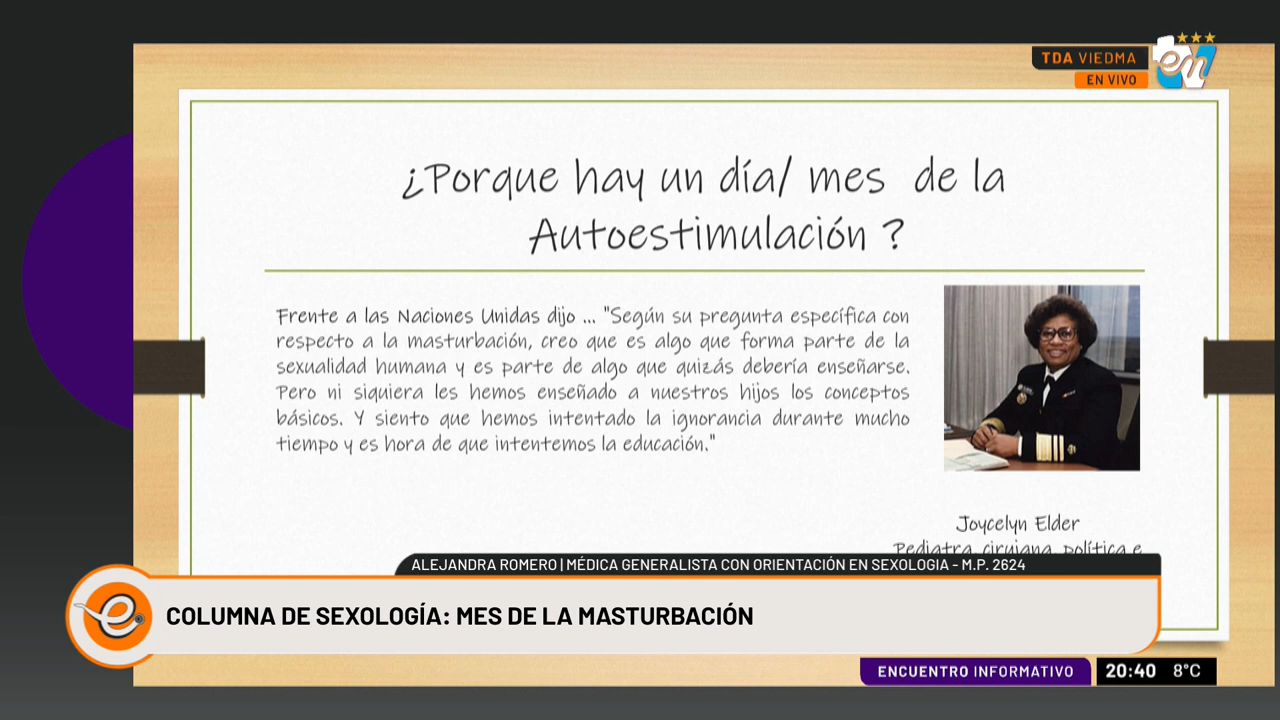 TDA VIEDMA
EN VIVO
en
¿Porque hay un día/ mes de la
Autoestimulación ?
Frente a las Naciones Unidas dijo ... "Según su pregunta específica con
respecto a la masturbación, creo que es algo que forma parte de la
sexualidad humana y es parte de algo que quizás debería enseñarse.
Pero ni siquiera les hemos enseñado a nuestros hijos los conceptos
básicos. Y siento que hemos intentado la ignorancia durante mucho
tiempo y es hora de que intentemos la educación."
Joycelyn Elder
Pediatra, cirujana, política e
ALEJANDRA ROMERO | MÉDICA GENERALISTA CON ORIENTACIÓN EN SEXOLOGIA - M.P. 2624
e
COLUMNA DE SEXOLOGÍA: MES DE LA MASTURBACIÓN
ENCUENTRO INFORMATIVO
20:40 8°C